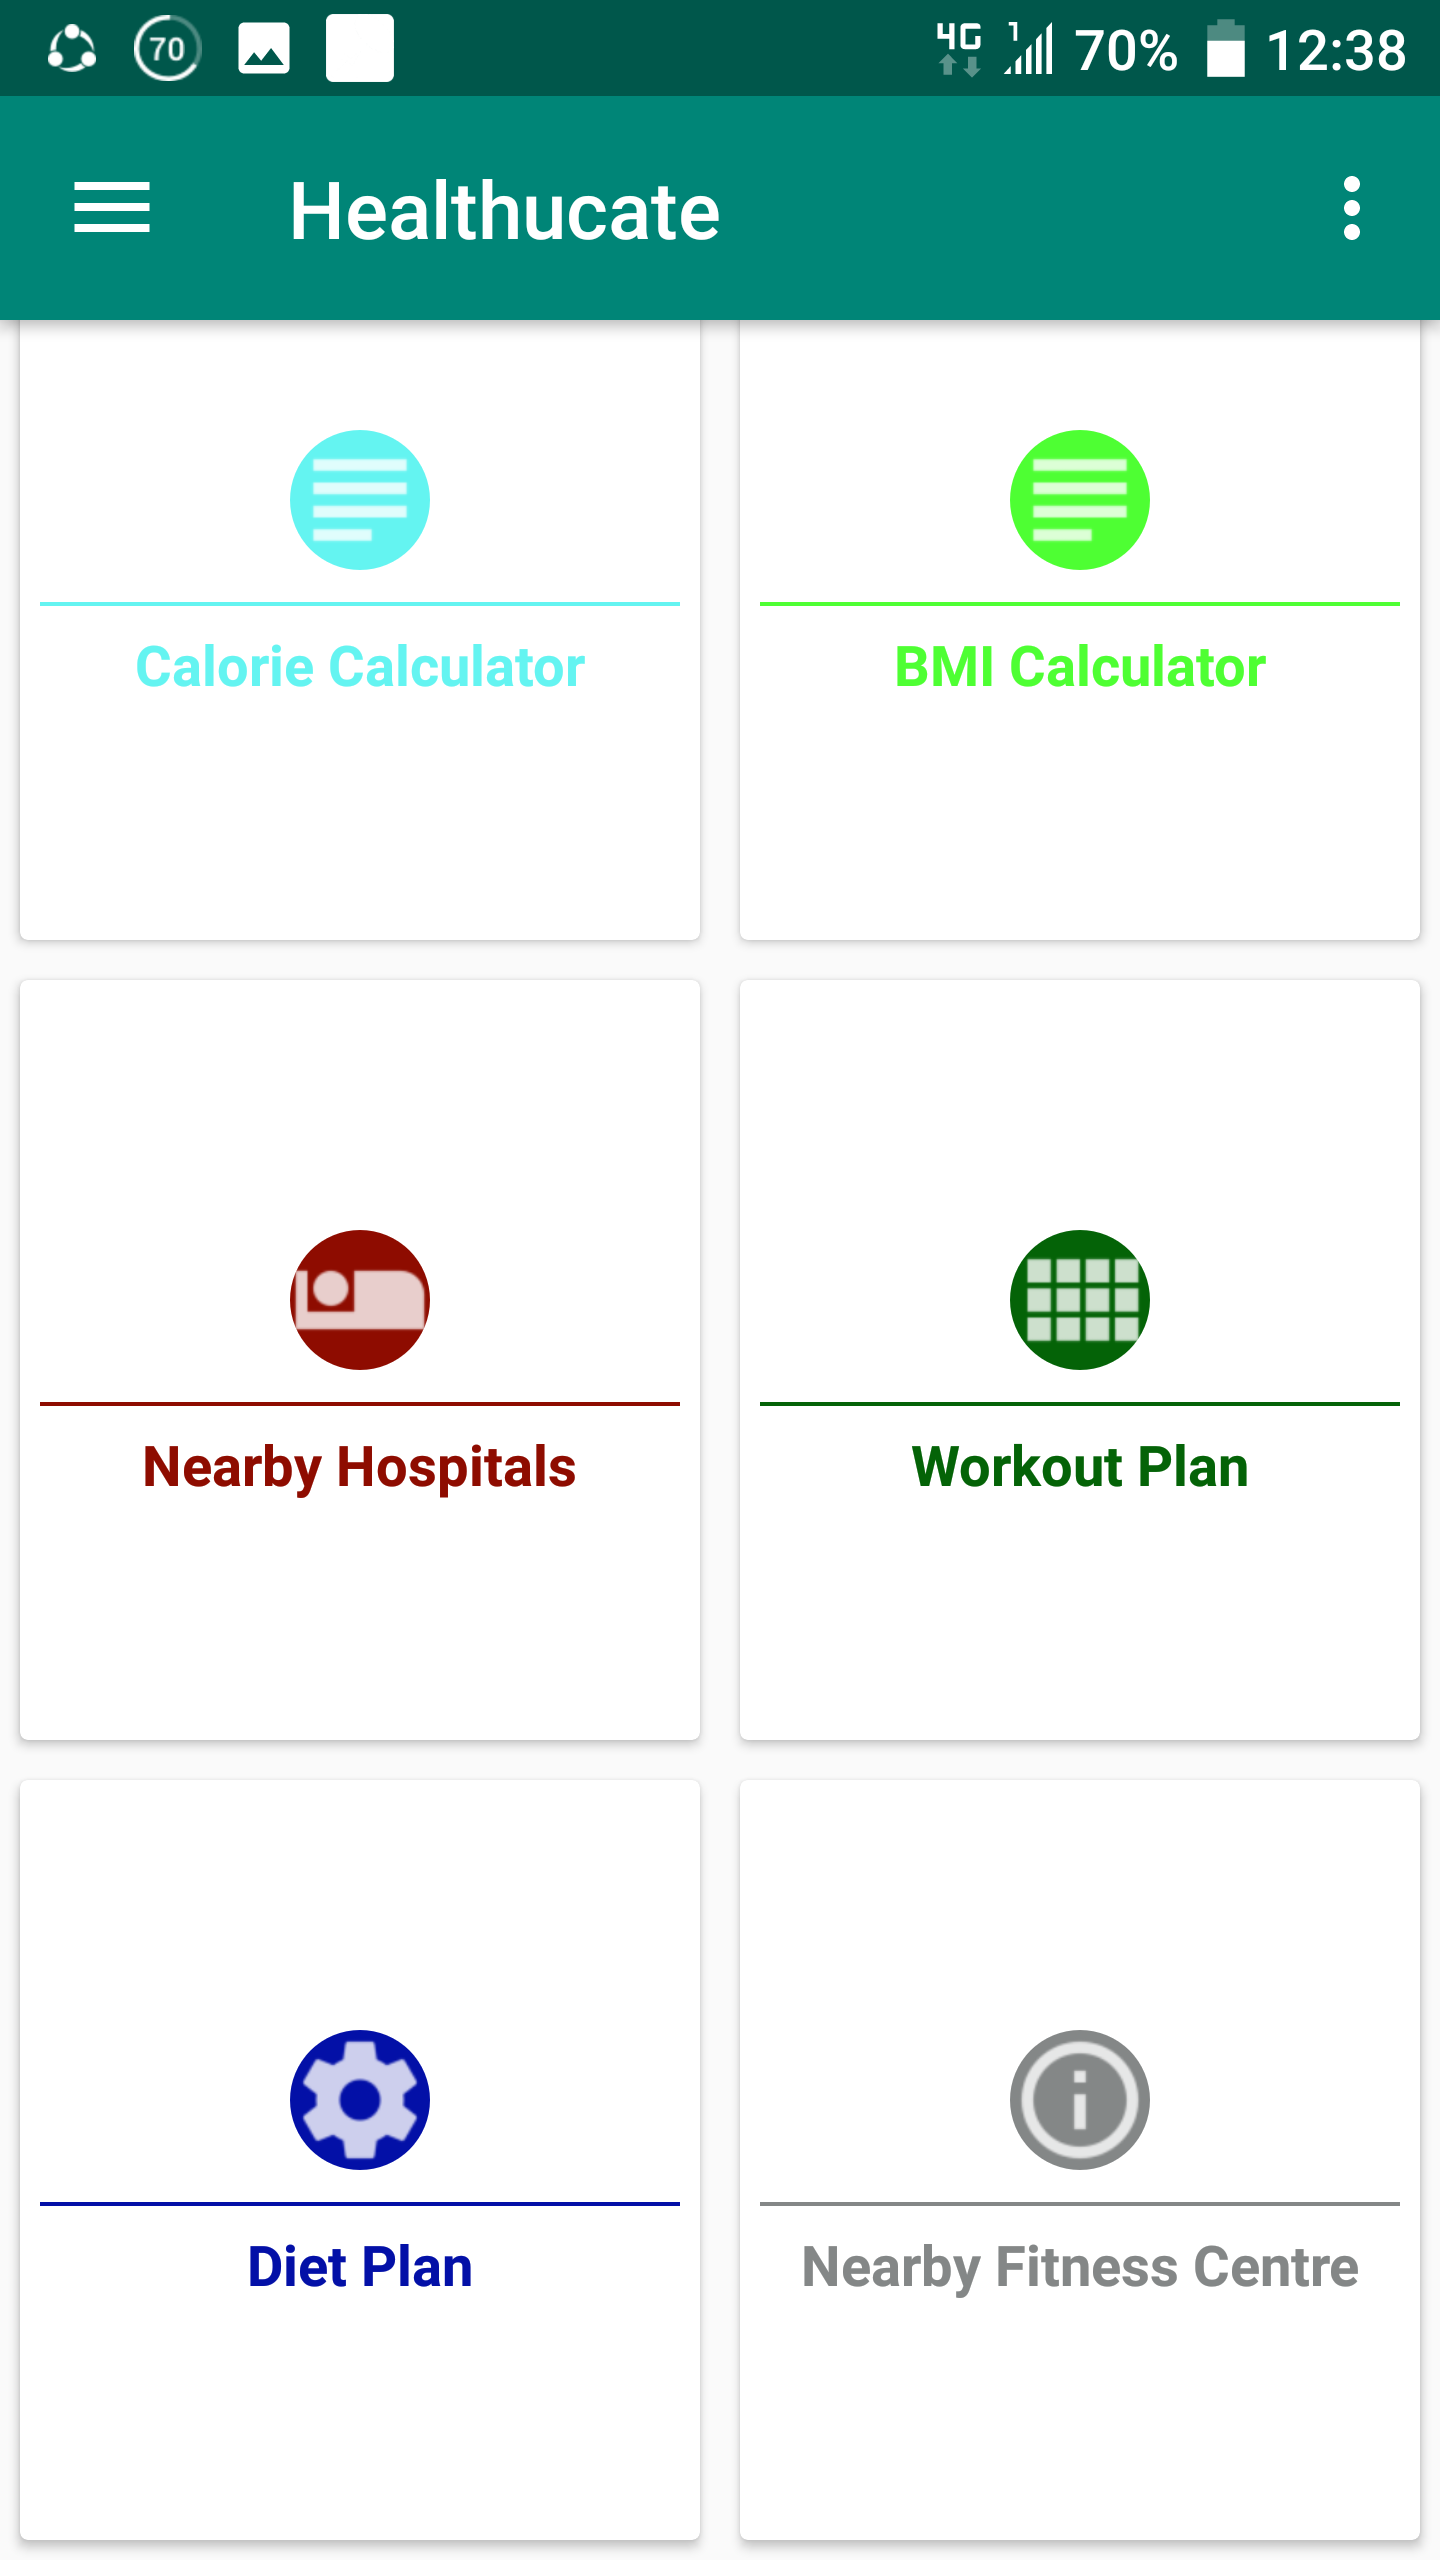 70 4G 1 70% 12:38
Healthucate
Calorie Calculator BMI Calculator
Nearby Hospitals Workout Plan
Diet Plan Nearby Fitness Centre